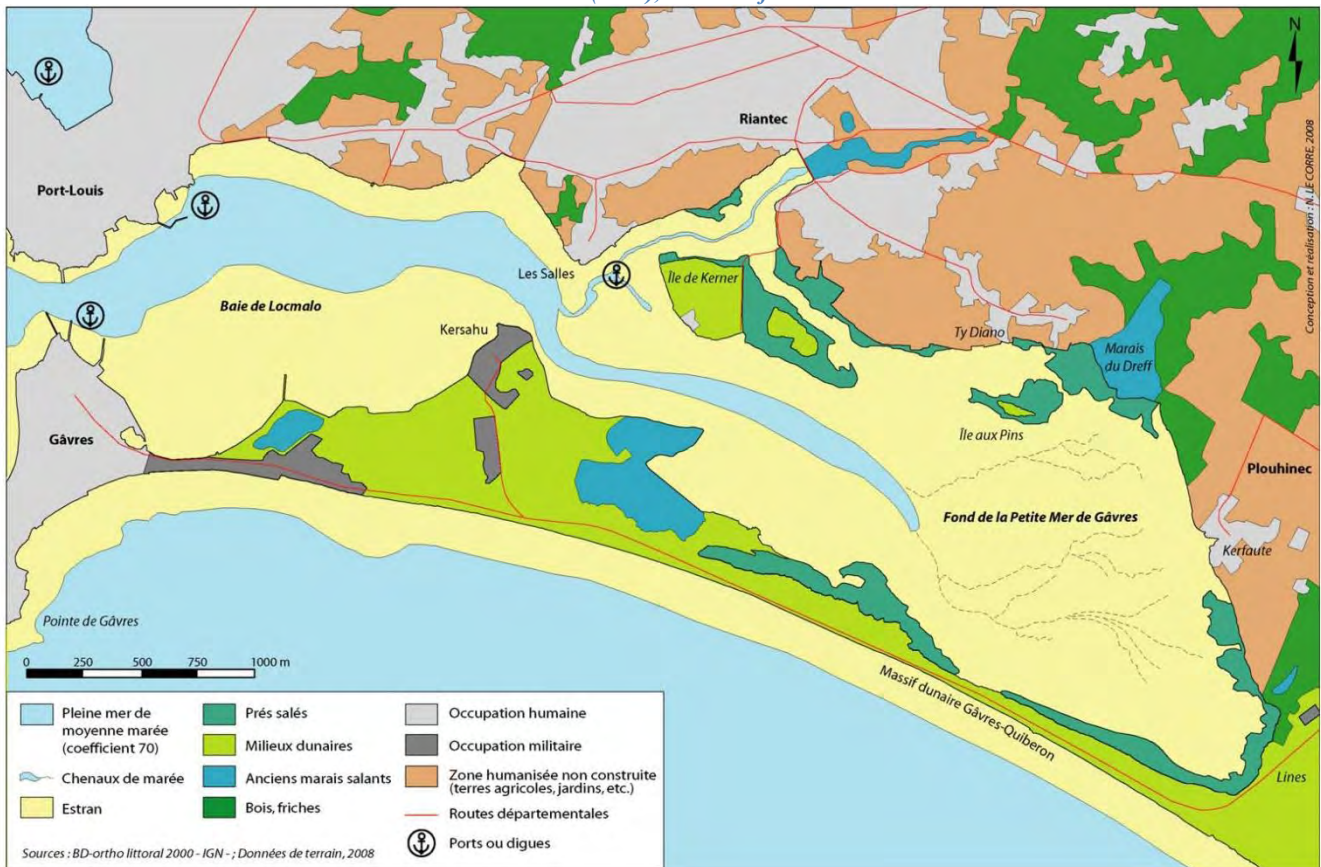 N
Conception et réalisation : N. LE CORRE, 2008
Riantec
Port-Louis
Les Salles
Île de Kerner
Baie de Locmalo
Kersahu
Ty Diano
Marais
du Dreff
Île aux Pins
Gâvres
Plouhinec
Fond de la Petite Mer de Gâvres
Kerfaute
Pointe de Gâvres
Massif dunaire Gâvres-Quiberon
Lines
0 250 500 1000 m
Pleine mer de
moyenne marée
(coefficient 70)
Chenaux de marée
Estran
Prés salés
Milieux dunaires
Anciens marais salants
Bois, friches
Occupation humaine
Occupation militaire
Zone humanisée non construite
(terres agricoles, jardins, etc.)
Routes départementales
Ports ou digues
Sources : BD-ortho littoral 2000 - IGN - ; Données de terrain, 2008